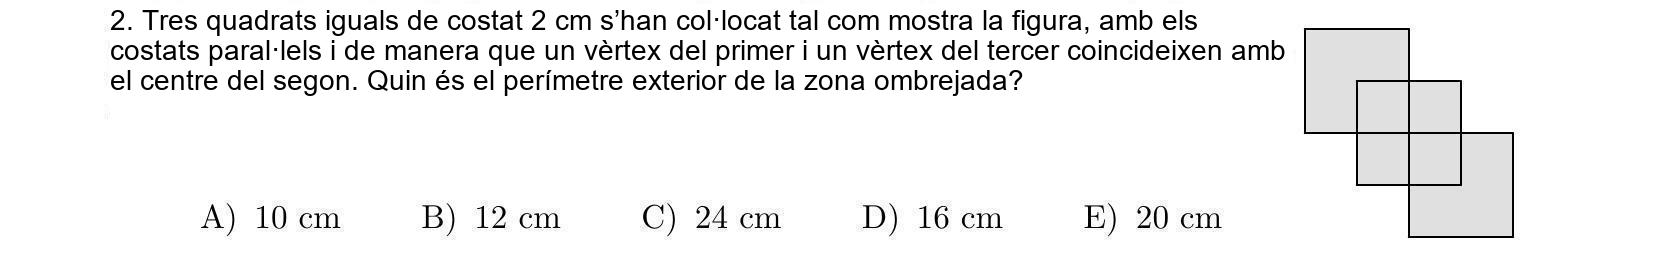 2. Tres quadrats iguals de costat 2 cm s’han col·locat tal com mostra la figura, amb els
costats paral·lels i de manera que un vèrtex del primer i un vèrtex del tercer coincideixen amb
el centre del segon. Quin és el perímetre exterior de la zona ombrejada?
A) 10 cm B) 12 cm C) 24 cm D) 16 cm E) 20 cm